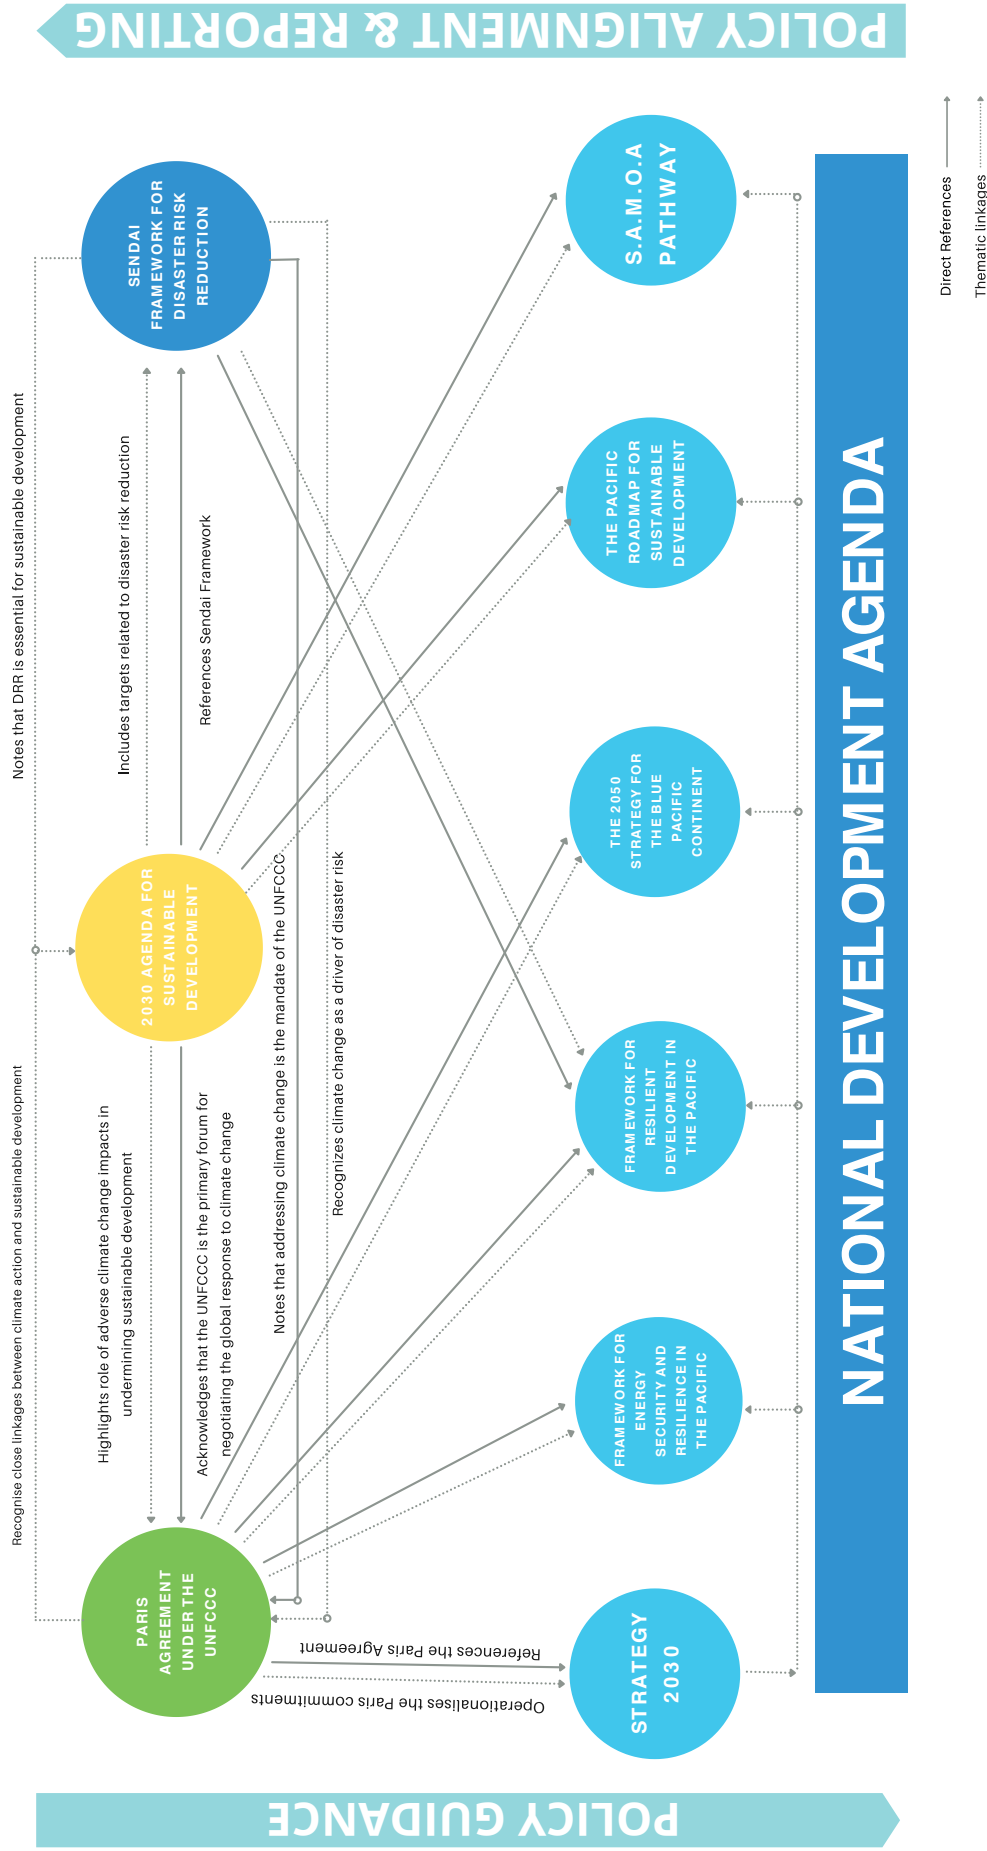 POLICY GUIDANCE
POLICY ALIGNMENT & REPORTING
Recognise close linkages between climate action and sustainable development
Notes that DRR is essential for sustainable development
PARIS
AGREEMENT
UNDER THE
UNFCCC
Highlights role of adverse climate change impacts in
undermining sustainable development
Acknowledges that the UNFCCC is the primary forum for
negotiating the global response to climate change
2030 AGENDA FOR
SUSTAINABLE
DEVELOPMENT
Includes targets related to disaster risk reduction
References Sendai Framework
SENDAI
FRAMEWORK FOR
DISASTER RISK
REDUCTION
Notes that addressing climate change is the mandate of the UNFCCC
Recognizes climate change as a driver of disaster risk
Operationalises the Paris commitments
References the Paris Agreement
STRATEGY
2030
FRAMEWORK FOR
ENERGY
SECURITY AND
RESILIENCE IN
THE PACIFIC
FRAMEWORK FOR
RESILIENT
DEVELOPMENT IN
THE PACIFIC
THE 2050
STRATEGY FOR
THE BLUE
PACIFIC
CONTINENT
THE PACIFIC
ROADMAP FOR
SUSTAINABLE
DEVELOPMENT
S.A.M.O.A
PATHWAY
NATIONAL DEVELOPMENT AGENDA
Direct References
Thematic linkages